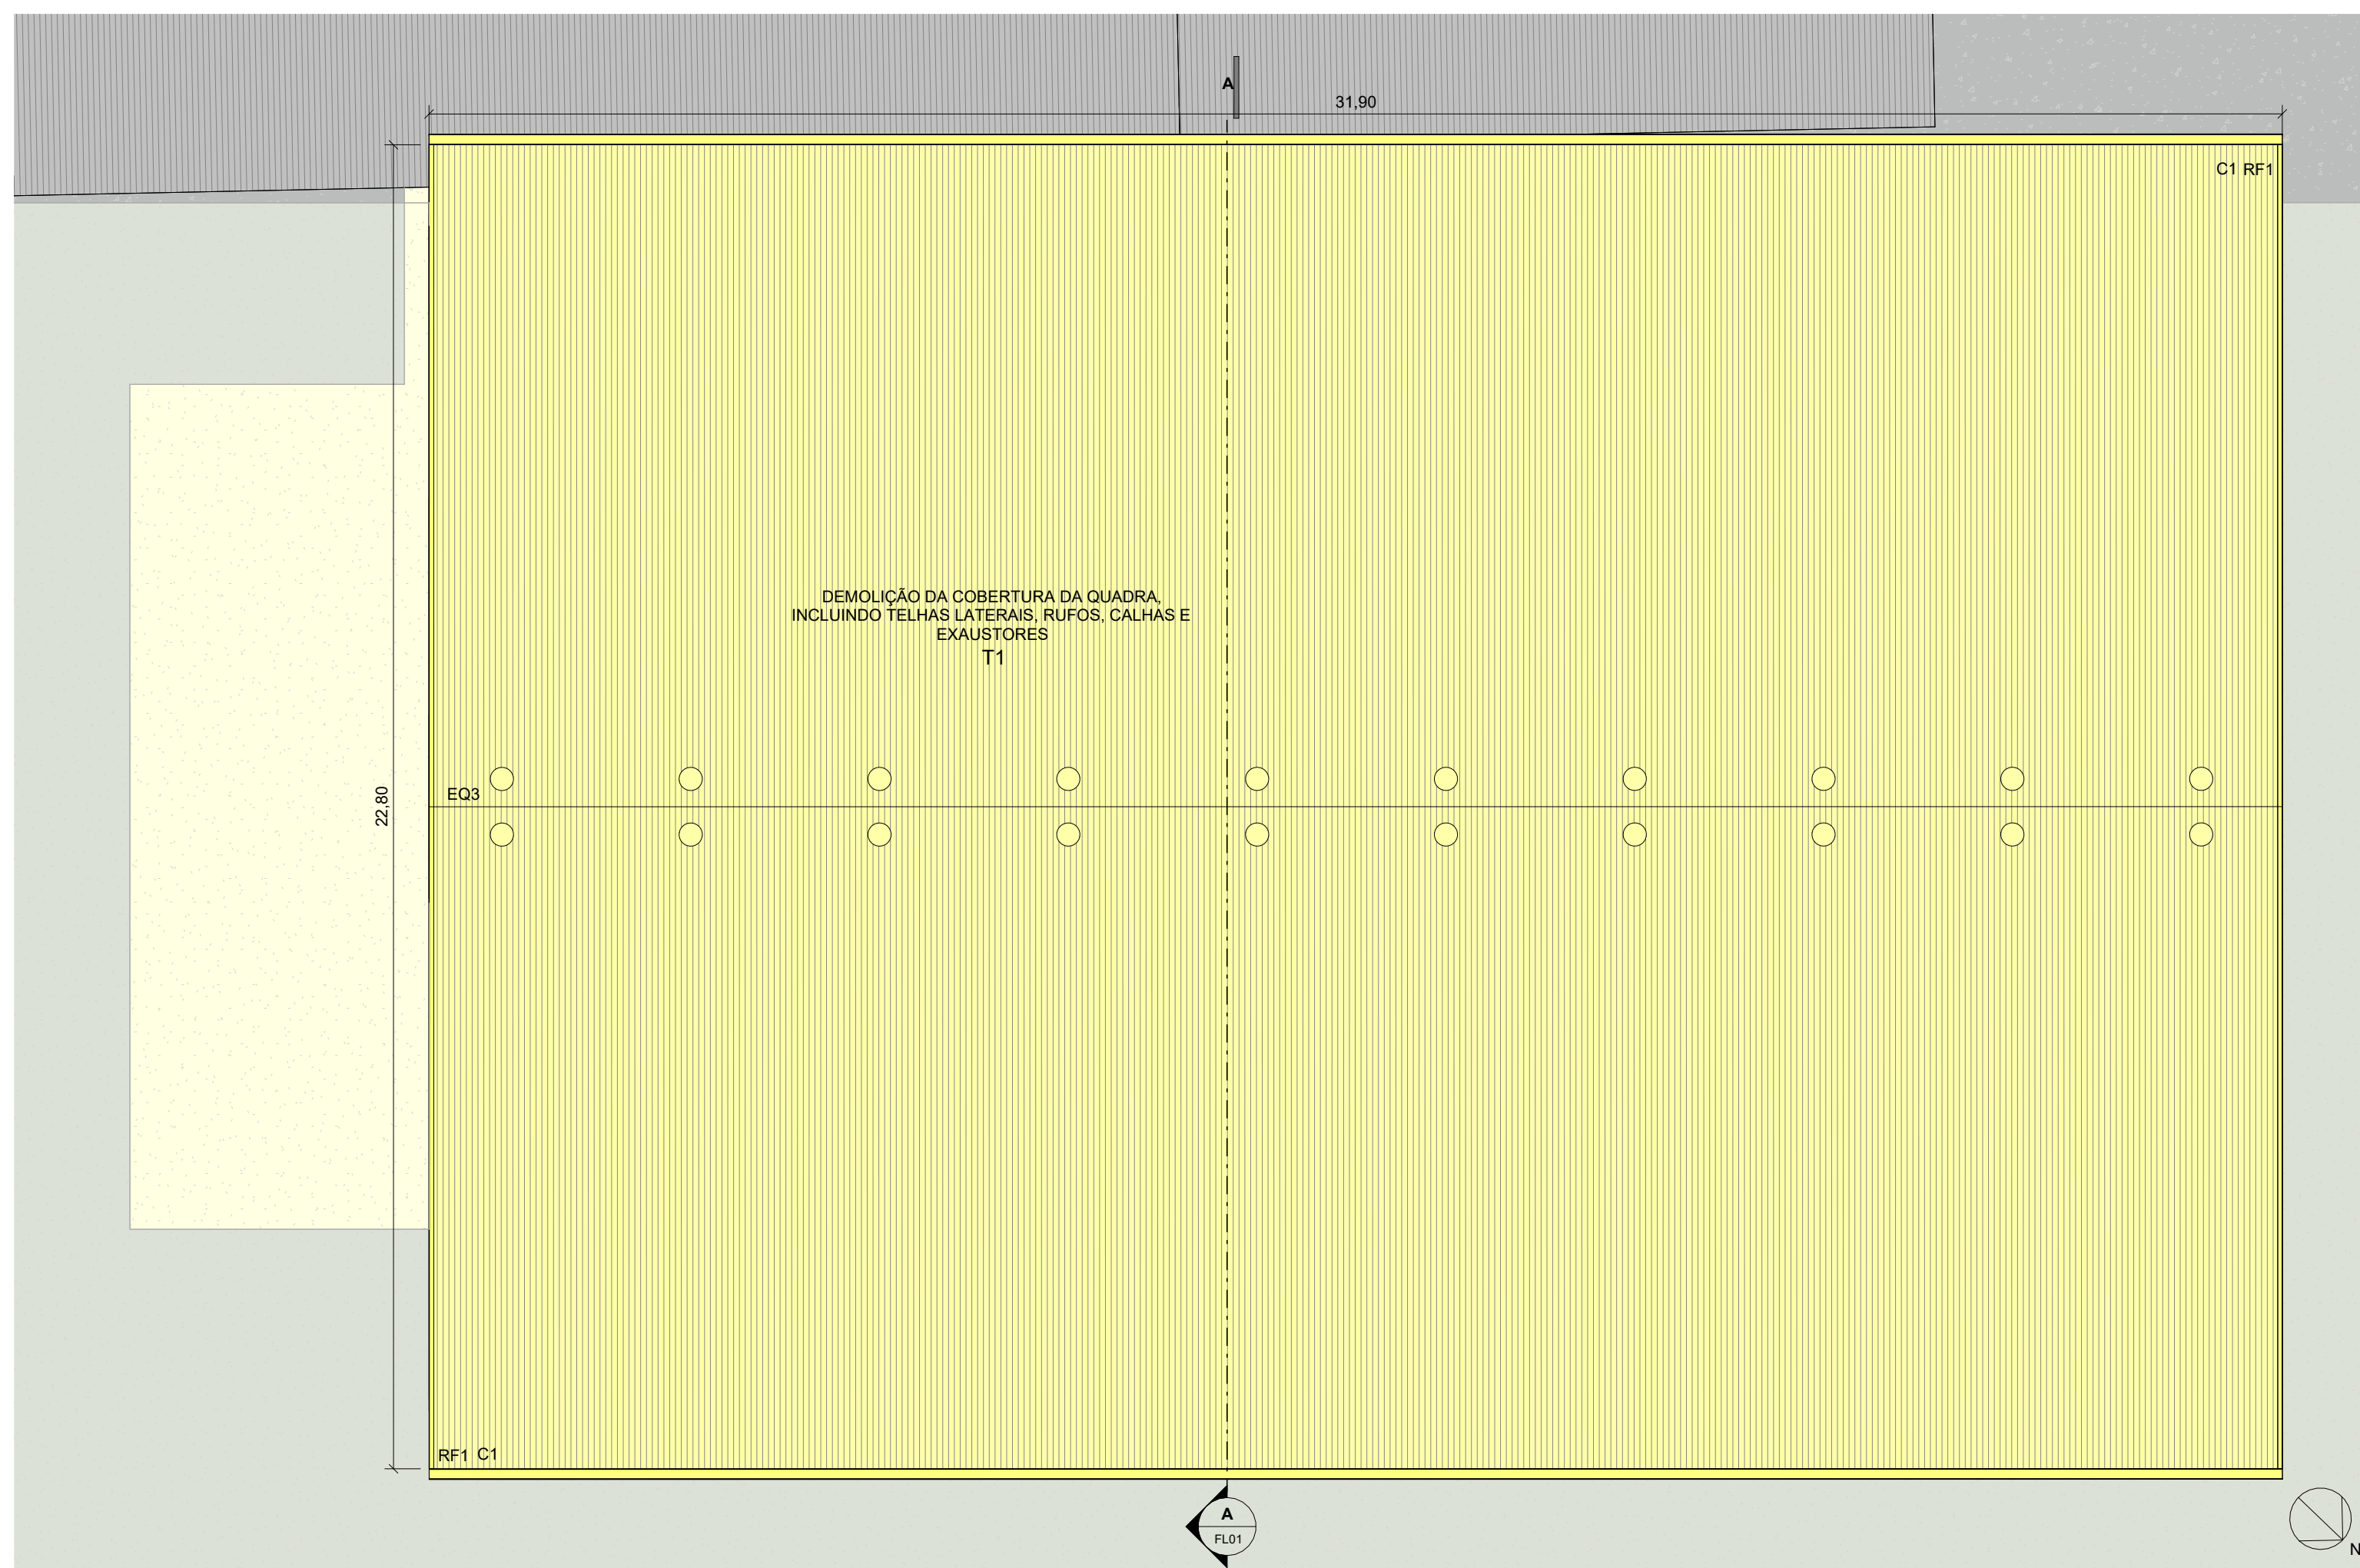 A
31,90
C1 RF1
DEMOLIÇÃO DA COBERTURA DA QUADRA,
INCLUINDO TELHAS LATERAIS, RUFOS, CALHAS E
EXAUSTORES
T1
EQ3
22,80
RF1 C1
A
FL01
N